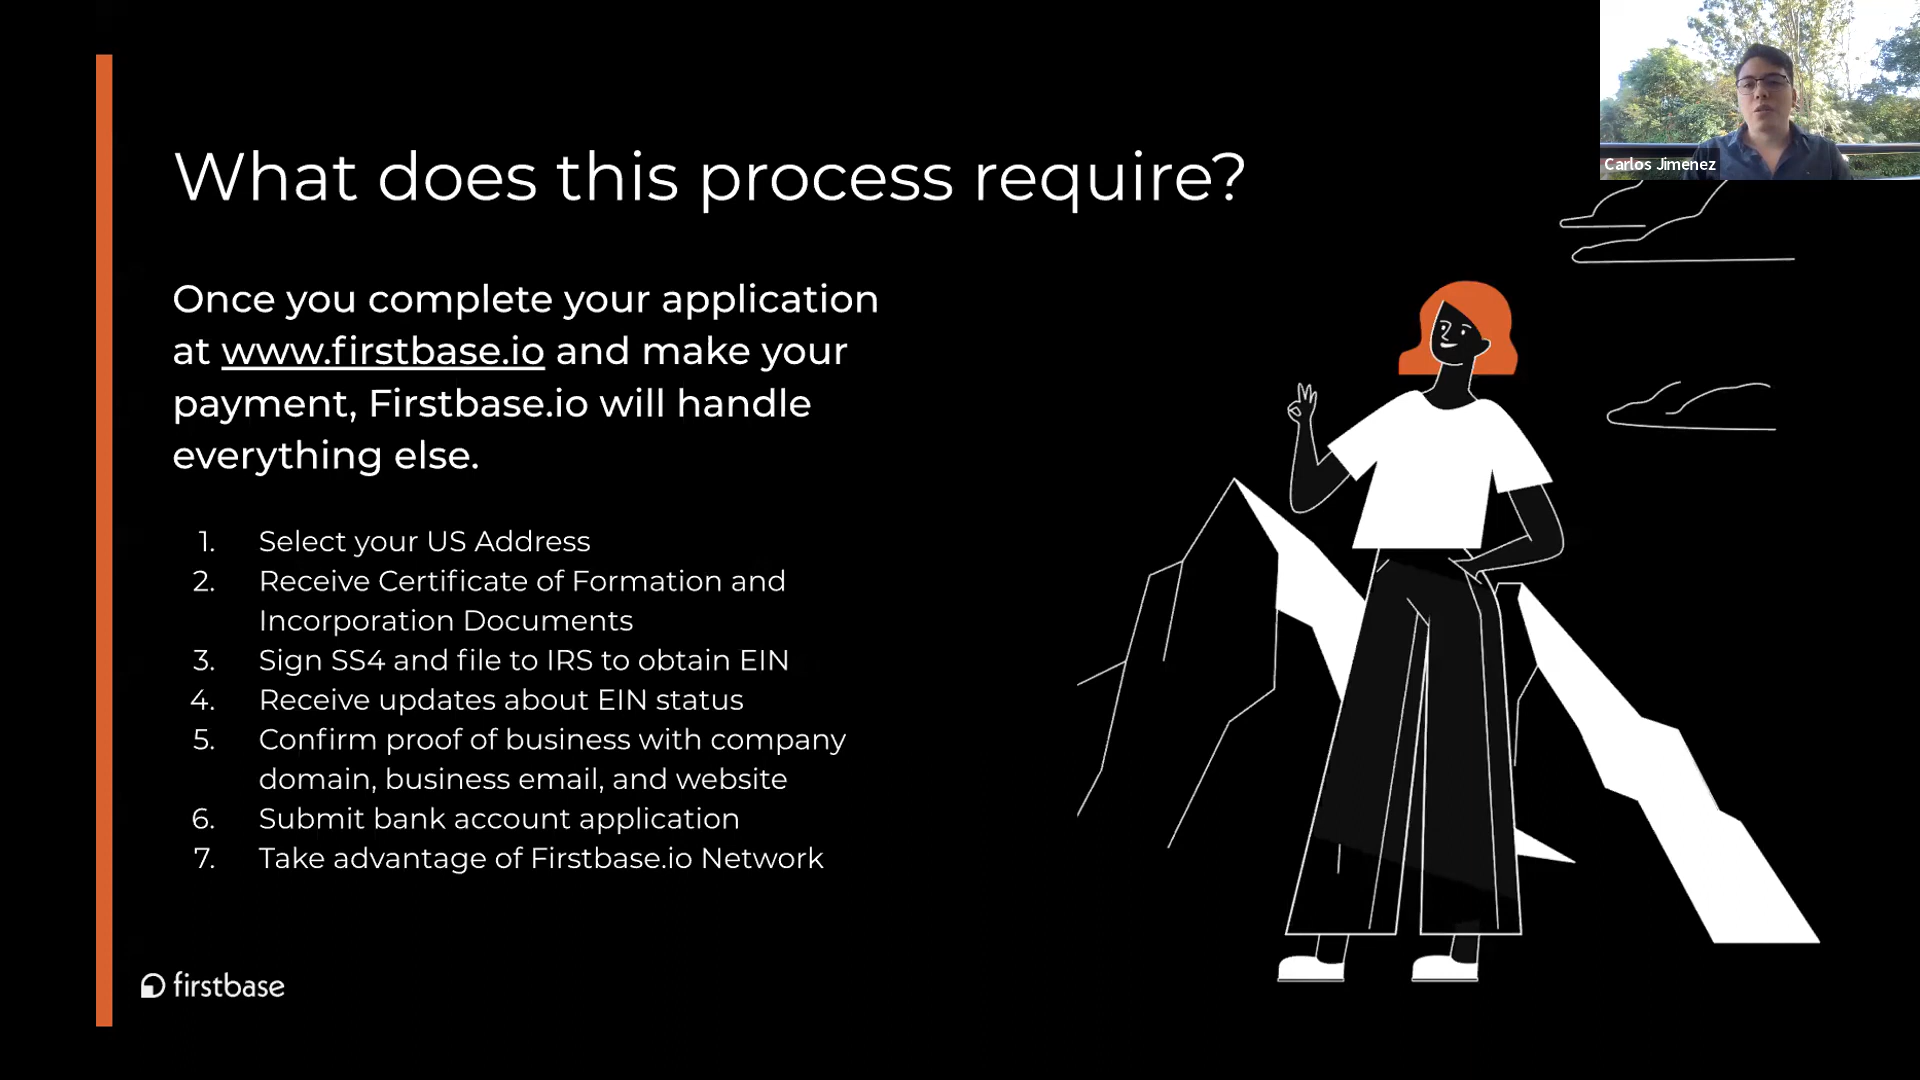 What does this process require?
Once you complete your application
at www.firstbase.io and make your
payment, Firstbase.io will handle
everything else.
1. Select your US Address
2. Receive Certificate of Formation and
Incorporation Documents
3. Sign SS4 and file to IRS to obtain EIN
4. Receive updates about EIN status
5. Confirm proof of business with company
domain, business email, and website
6. Submit bank account application
7. Take advantage of Firstbase.io Network
firstbase
Carlos Jimenez